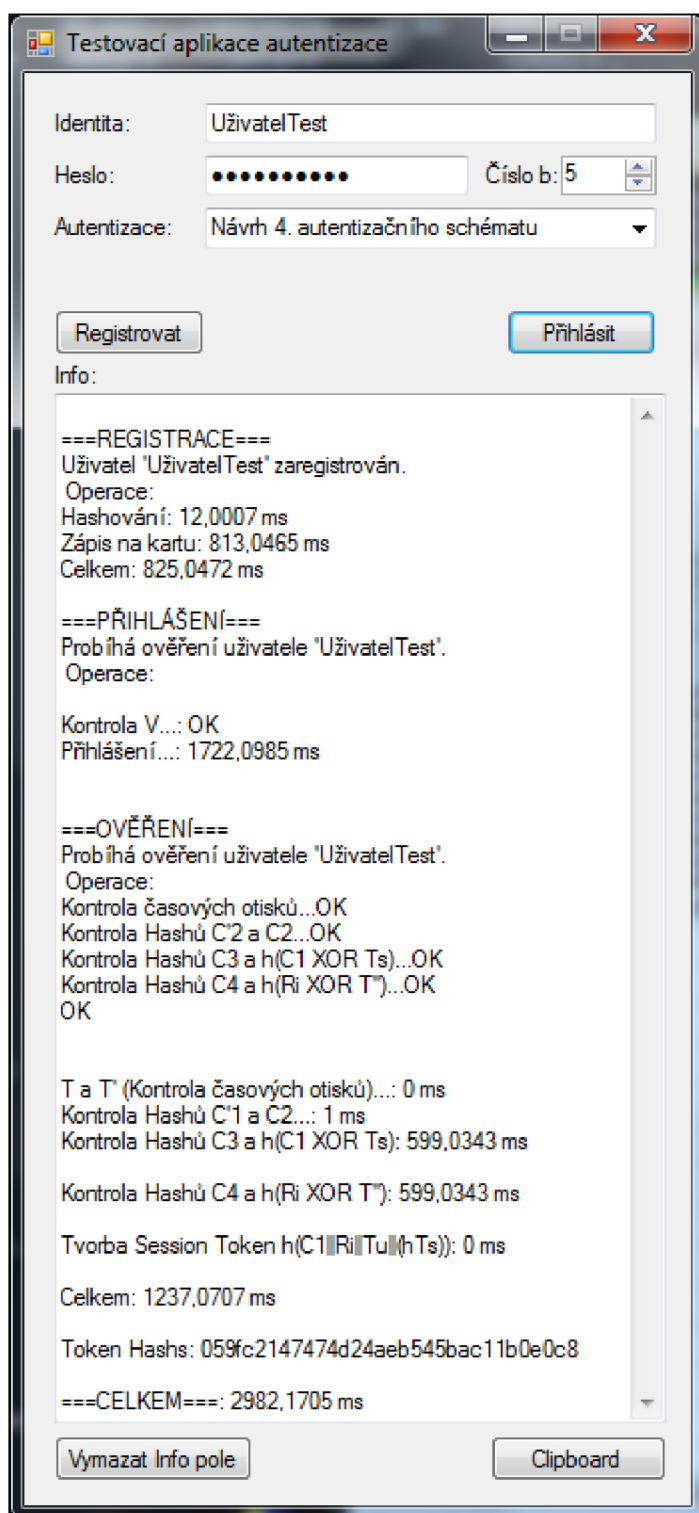 Testovací aplikace autentizace
Identita: UživatelTest
Heslo: ●●●●●●●●●● Číslo b: 5
Autentizace: Návrh 4. autentizačního schématu
Registrovat Přihlásit
Info:
===REGISTRACE===
Uživatel 'UživatelTest' zaregistrován.
Operace:
Hashování: 12,0007 ms
Zápis na kartu: 813,0465 ms
Celkem: 825,0472 ms
===PŘIHLÁŠENÍ===
Probíhá ověření uživatele 'UživatelTest'.
Operace:
Kontrola V...: OK
Přihlášení...: 1722,0985 ms
===OVĚŘENÍ===
Probíhá ověření uživatele 'UživatelTest'.
Operace:
Kontrola časových otisků...OK
Kontrola Hashů C'2 a C2...OK
Kontrola Hashů C3 a h(C1 XOR Ts)...OK
Kontrola Hashů C4 a h(Ri XOR T''')...OK
OK
T a T' (Kontrola časových otisků)...: 0 ms
Kontrola Hashů C'1 a C2...: 1 ms
Kontrola Hashů C3 a h(C1 XOR Ts): 599,0343 ms
Kontrola Hashů C4 a h(Ri XOR T'''): 599,0343 ms
Tvorba Session Token h(C1||Ri||Tu||(hTs)): 0 ms
Celkem: 1237,0707 ms
Token Hashs: 059fc2147474d24aeb545bac11b0e0c8
===CELKEM===: 2982,1705 ms
Vymazat Info pole Clipboard